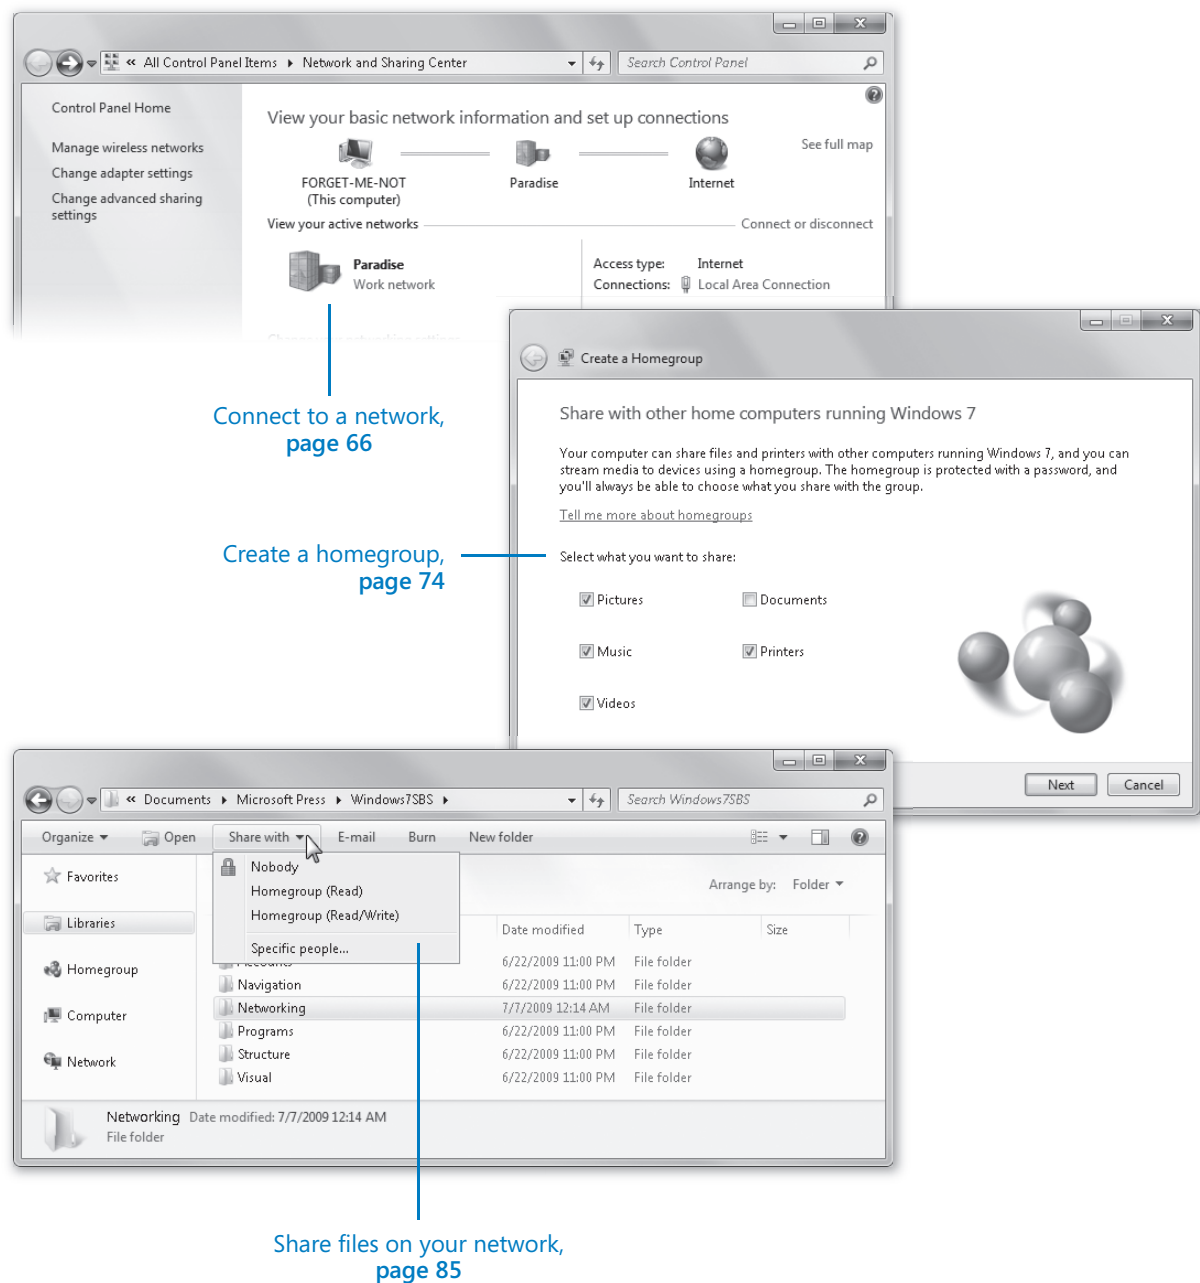 « All Control Panel Items ▸ Network and Sharing Center
Search Control Panel
Control Panel Home
Manage wireless networks
Change adapter settings
Change advanced sharing
settings
View your basic network information and set up connections
See full map
FORGET-ME-NOT
(This computer)
Paradise
Internet
View your active networks
Connect or disconnect
Paradise
Work network
Access type: Internet
Connections: Local Area Connection
Connect to a network,
page 66
Create a Homegroup
Share with other home computers running Windows 7
Your computer can share files and printers with other computers running Windows 7, and you can
stream media to devices using a homegroup. The homegroup is protected with a password, and
you'll always be able to choose what you share with the group.
Tell me more about homegroups
Create a homegroup,
page 74
Select what you want to share:
Pictures
Documents
Music
Printers
Videos
Next
Cancel
« Documents ▸ Microsoft Press ▸ Windows7SBS ▸
Search Windows7SBS
Organize
Open
Share with
E-mail
Burn
New folder
Nobody
Homegroup (Read)
Homegroup (Read/Write)
Specific people...
Favorites
Libraries
Homegroup
Computer
Network
Arrange by: Folder
Date modified Type Size
6/22/2009 11:00 PM File folder
Navigation 6/22/2009 11:00 PM File folder
Networking 7/7/2009 12:14 AM File folder
Programs 6/22/2009 11:00 PM File folder
Structure 6/22/2009 11:00 PM File folder
Visual 6/22/2009 11:00 PM File folder
Networking Date modified: 7/7/2009 12:14 AM
File folder
Share files on your network,
page 85